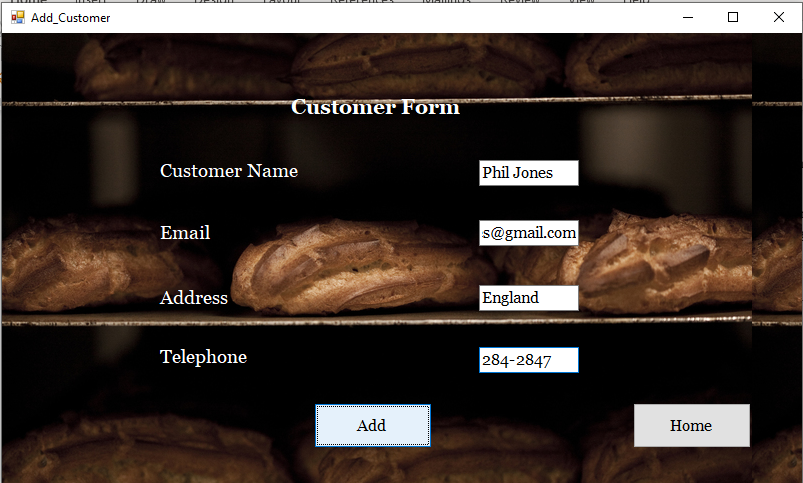 Add_Customer
Customer Form
Customer Name
Phil Jones
Email
s@gmail.com
Address
England
Telephone
284-2847
Add
Home